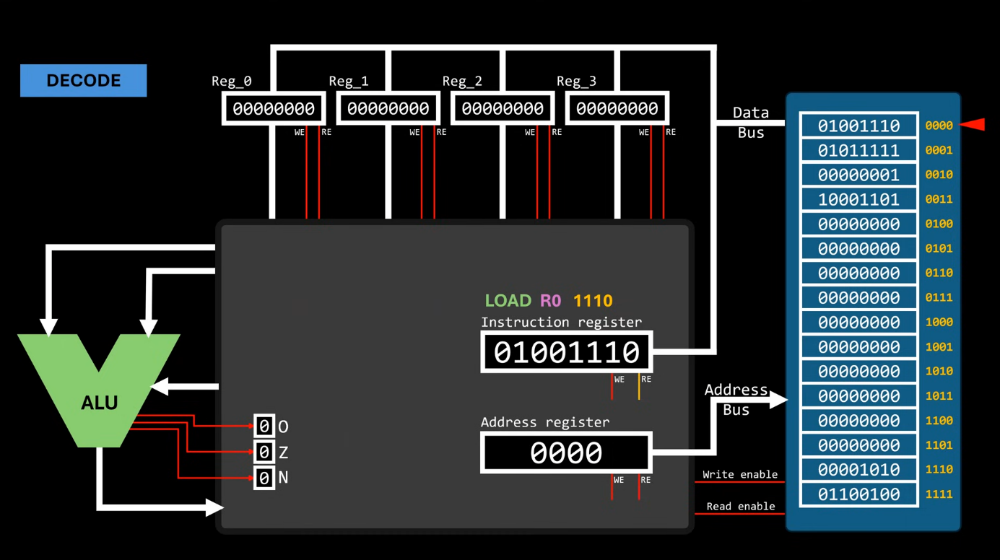 DECODE
Reg_0 Reg_1 Reg_2 Reg_3
00000000 00000000 00000000 00000000
WE RE WE RE WE RE WE RE
Data
Bus
01001110 0000
01011111 0001
00000001 0010
10001101 0011
00000000 0100
00000000 0101
00000000 0110
00000000 0111
00000000 1000
00000000 1001
00000000 1010
00000000 1011
00000000 1100
00000000 1101
00001010 1110
01100100 1111
LOAD R0 1110
Instruction register
01001110
WE RE
Address
Bus
Address register
0000
WE RE
Write enable
Read enable
ALU
0 O
0 Z
0 N